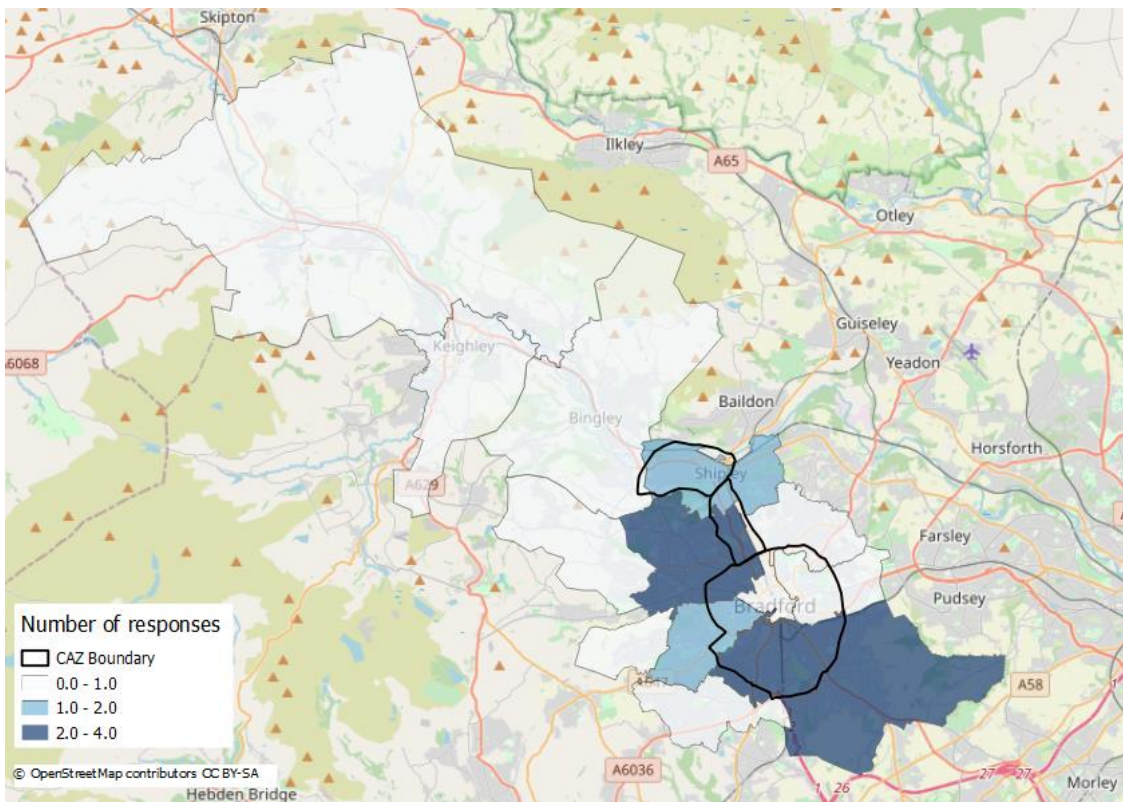 Skipton
Ilkley
A65
Otley
Guiseley
Yeadon
A6068
Keighley
Baildon
Bingley
Horsforth
Shipley
A629
Farsley
Bradford
Pudsey
Number of responses
CAZ Boundary
0.0 - 1.0
1.0 - 2.0
2.0 - 4.0
A58
1
A6036
27
27
1
26
Morley
© OpenStreetMap contributors CC BY-SA
Hebden Bridge